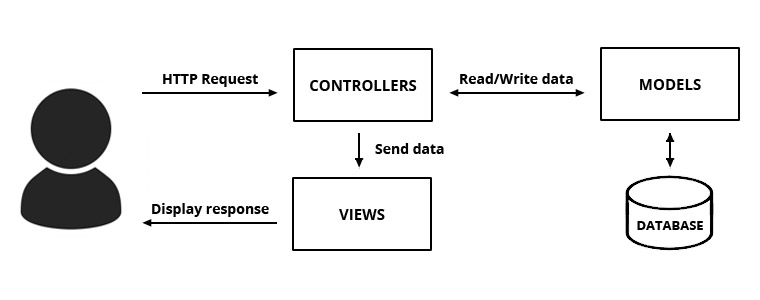 HTTP Request
CONTROLLERS
Read/Write data
MODELS
Send data
Display response
VIEWS
DATABASE